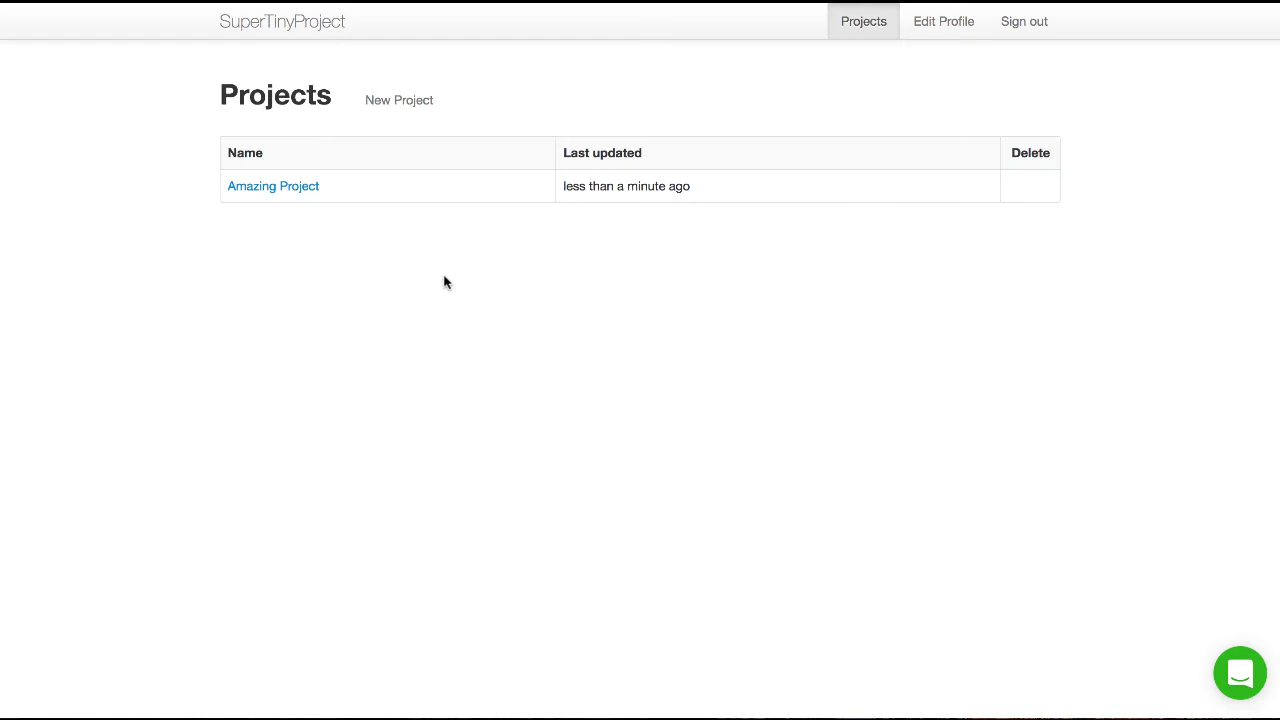 SuperTinyProject Projects Edit Profile Sign out
Projects New Project
Name Last updated Delete
Amazing Project less than a minute ago